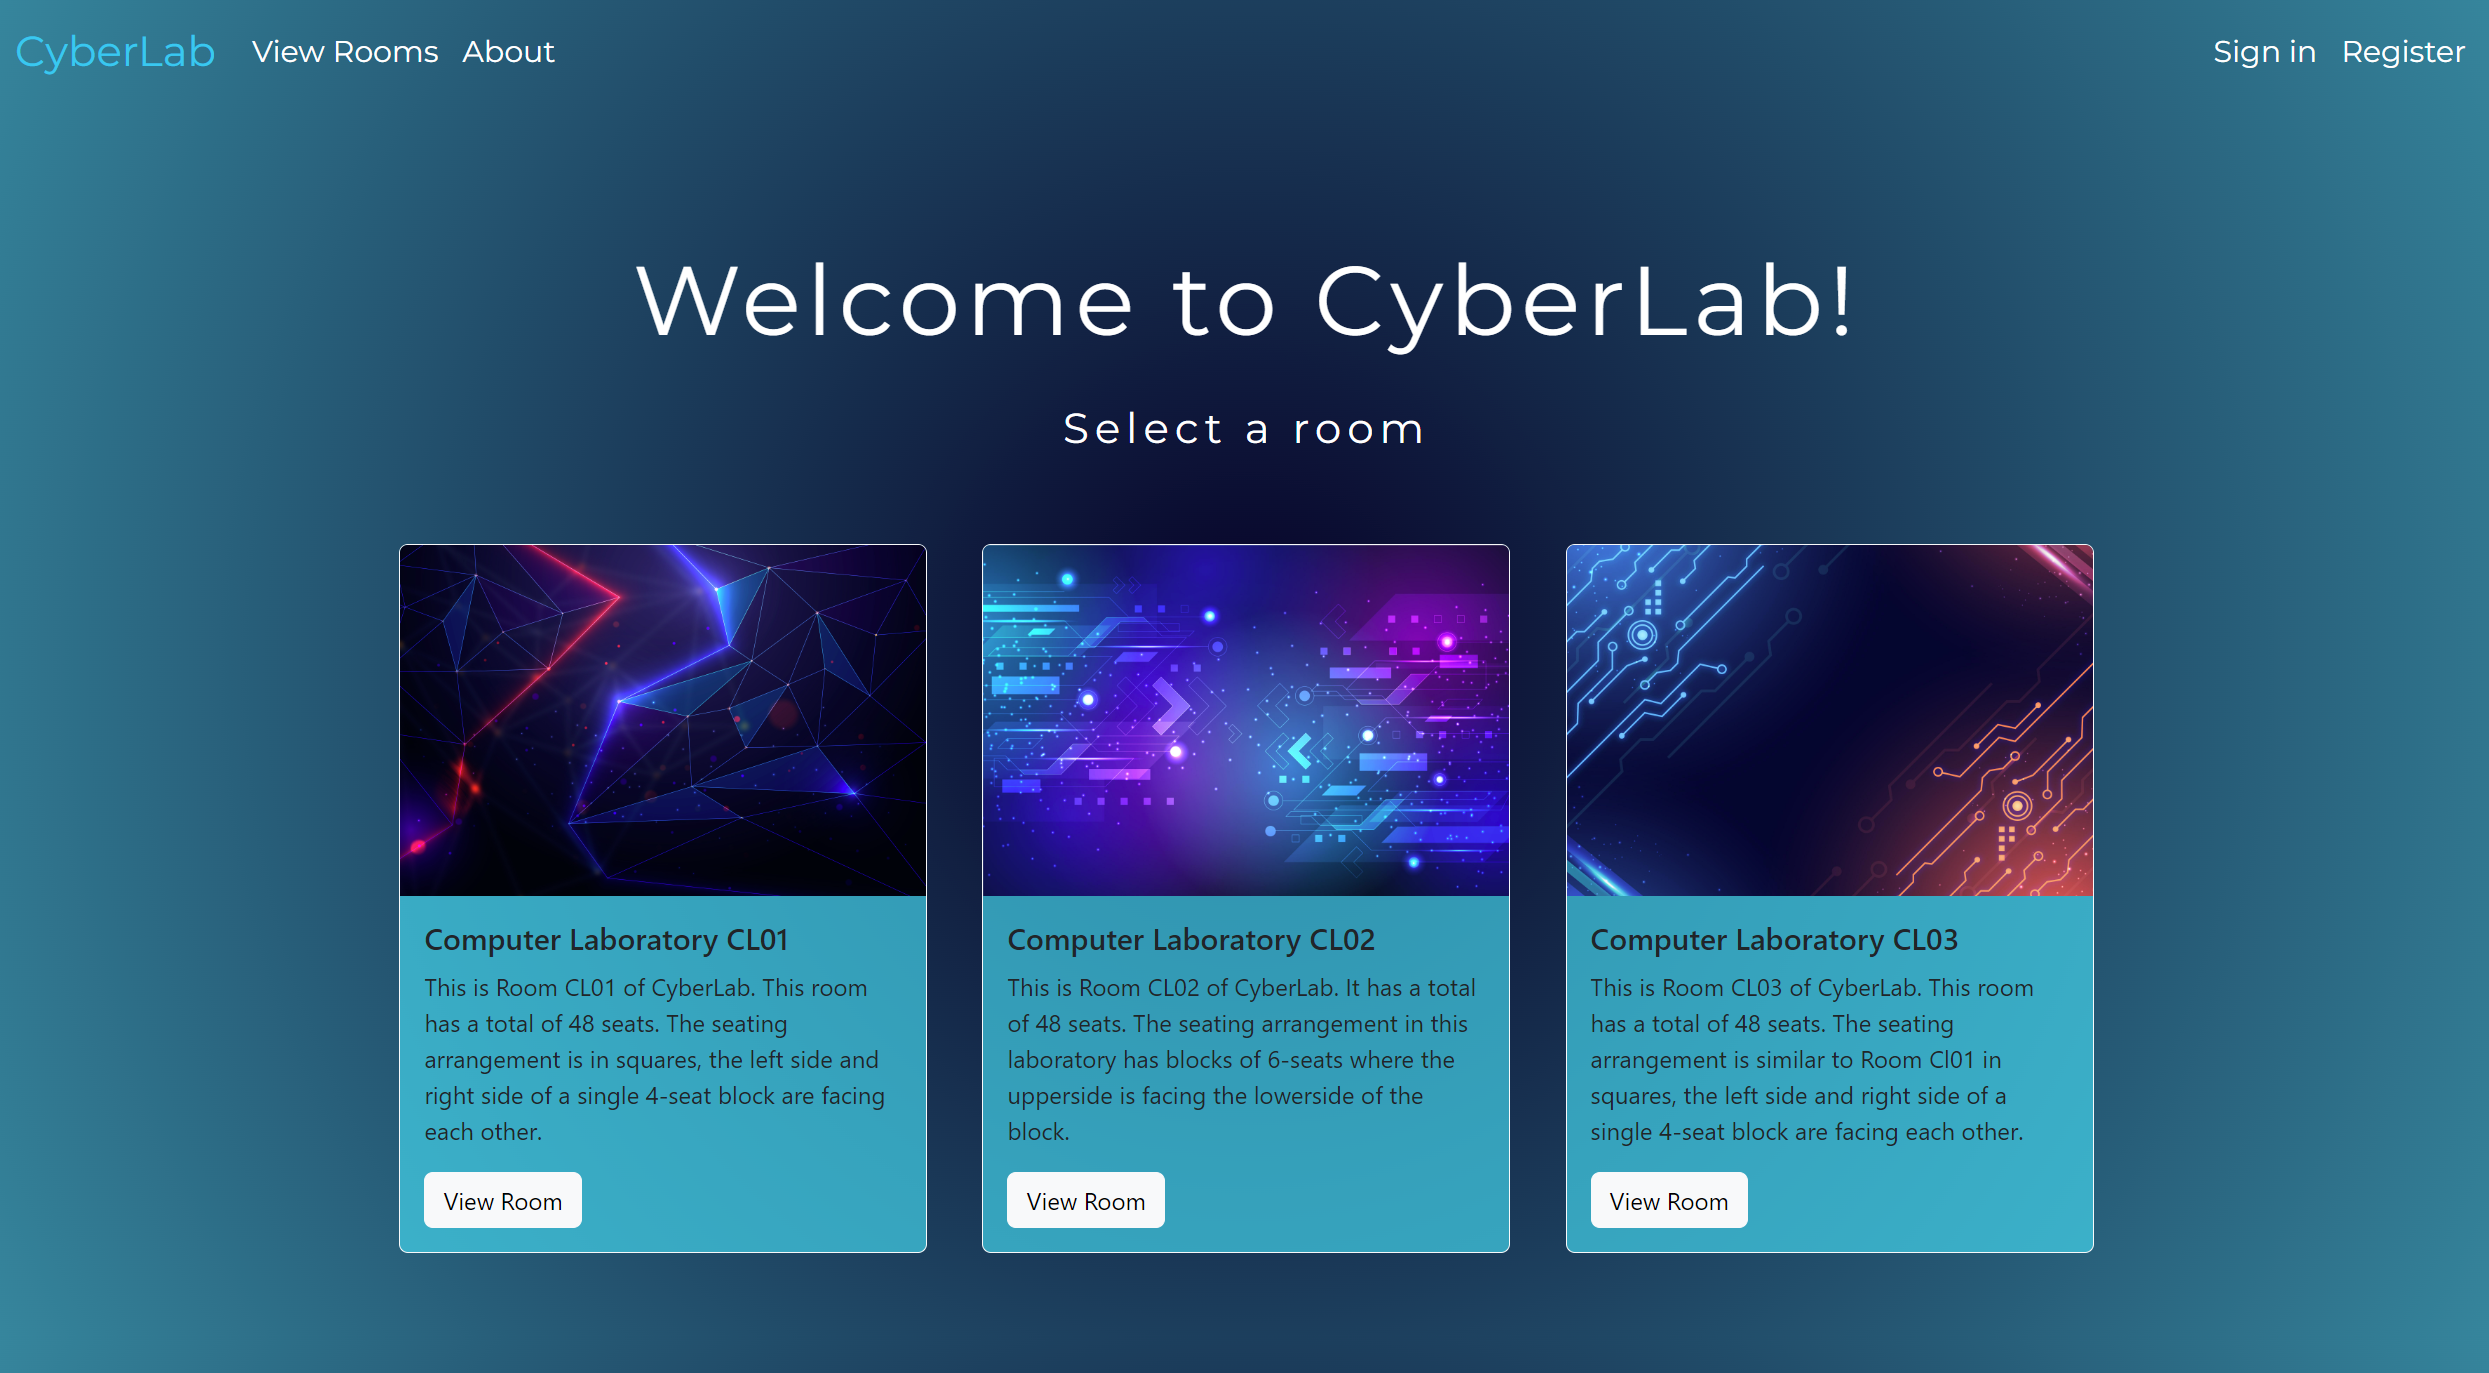 CyberLab View Rooms About Sign in Register
Welcome to CyberLab!
Select a room
Computer Laboratory CL01
This is Room CL01 of CyberLab. This room
has a total of 48 seats. The seating
arrangement is in squares, the left side and
right side of a single 4-seat block are facing
each other.
View Room
Computer Laboratory CL02
This is Room CL02 of CyberLab. It has a total
of 48 seats. The seating arrangement in this
laboratory has blocks of 6-seats where the
upperside is facing the lowerside of the
block.
View Room
Computer Laboratory CL03
This is Room CL03 of CyberLab. This room
has a total of 48 seats. The seating
arrangement is similar to Room Cl01 in
squares, the left side and right side of a
single 4-seat block are facing each other.
View Room